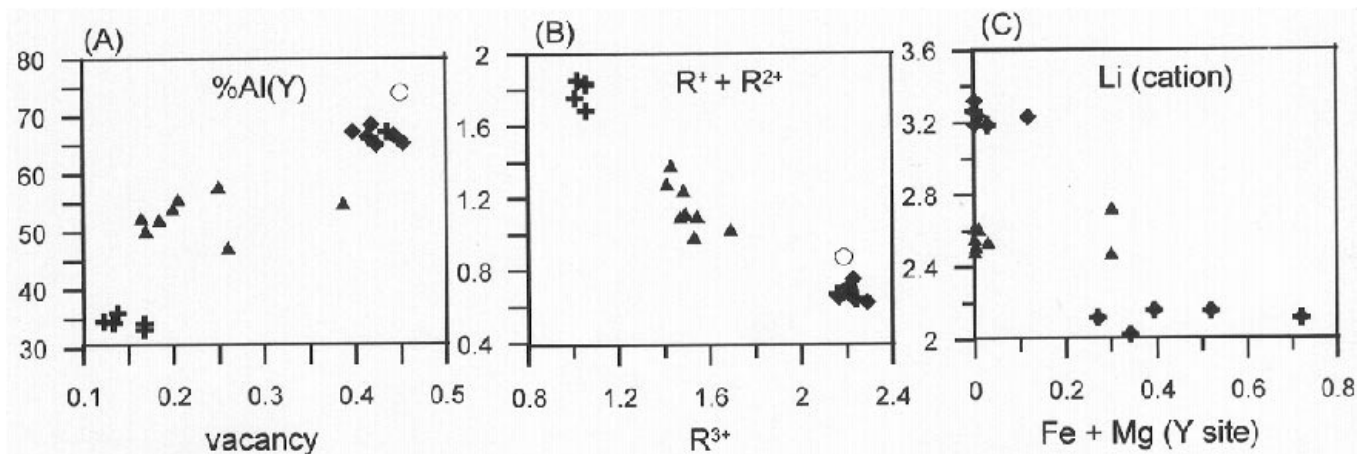 (A)
%Al(Y)
80
70
60
50
40
30
0.1 0.2 0.3 0.4 0.5
vacancy
(B)
R⁺ + R²⁺
2
1.6
1.2
0.8
0.4
0.8 1.2 1.6 2 2.4
R³⁺
(C)
Li (cation)
3.6
3.2
2.8
2.4
2
0 0.2 0.4 0.6 0.8
Fe + Mg (Y site)